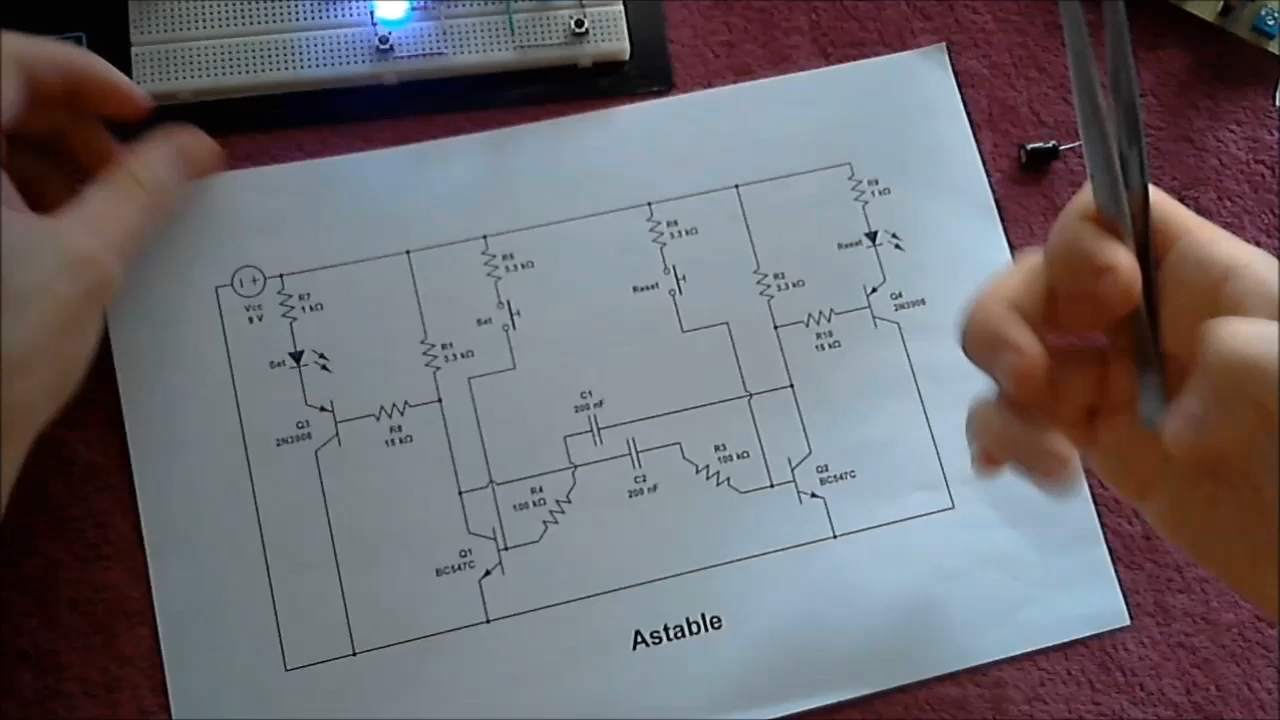 Vcc
9 V
R7
1 kΩ
Set
Q3
2N3906
R8
15 kΩ
R1
3.3 kΩ
R5
3.3 kΩ
Set
R6
3.3 kΩ
Reset
R2
3.3 kΩ
R9
1 kΩ
Reset
Q4
2N3906
R10
15 kΩ
C1
200 nF
C2
200 nF
R3
100 kΩ
R4
100 kΩ
Q2
BC547C
Q1
BC547C
Astable